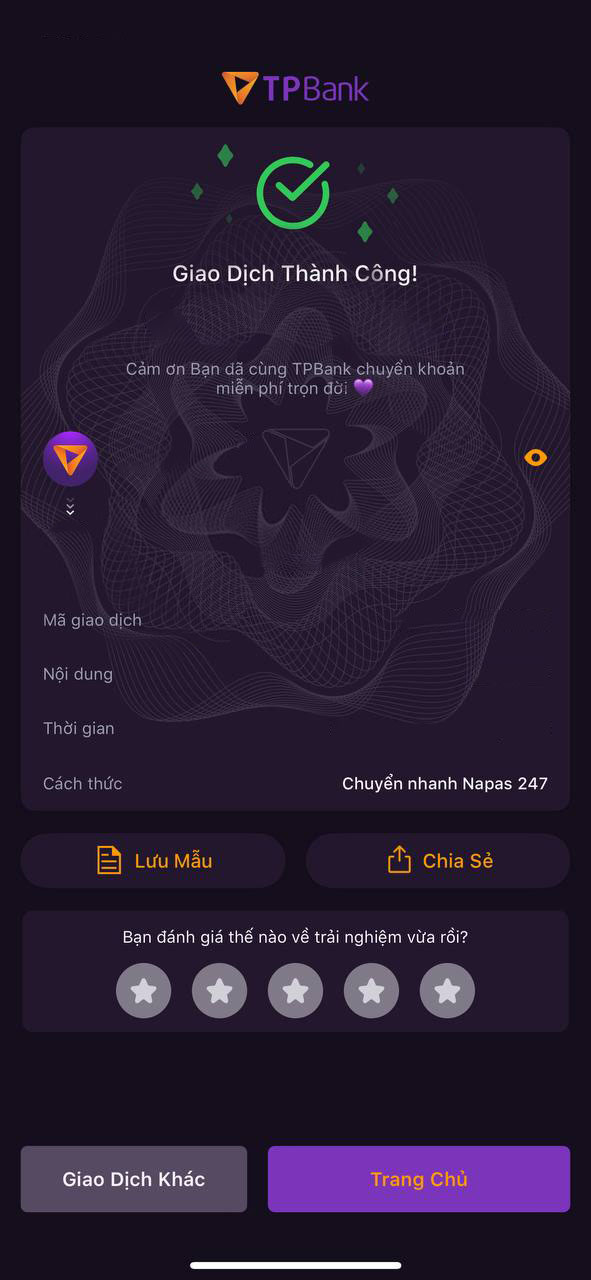 TPBank
Giao Dịch Thành Công!
Cảm ơn Bạn đã cùng TPBank chuyển khoản
miễn phí trọn đời 💜
Mã giao dịch
Nội dung
Thời gian
Cách thức Chuyển nhanh Napas 247
Lưu Mẫu Chia Sẻ
Bạn đánh giá thế nào về trải nghiệm vừa rồi?
Giao Dịch Khác Trang Chủ